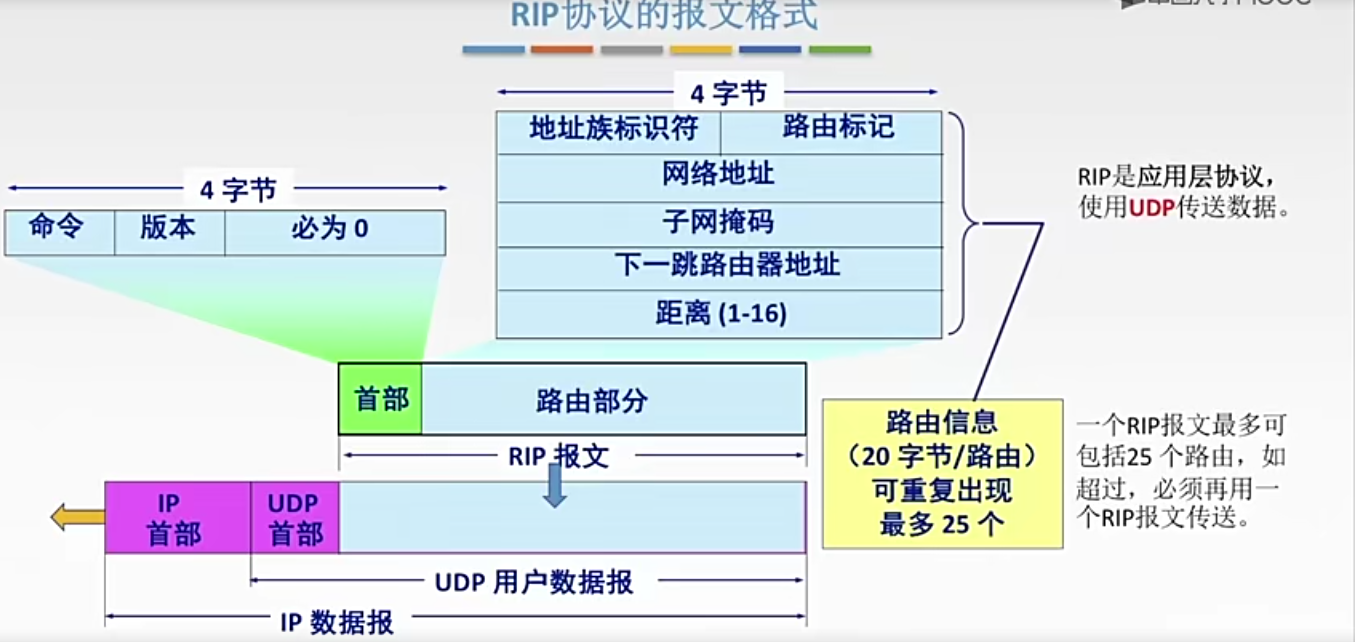 RIP协议的报文格式
4 字节
地址族标识符
路由标记
网络地址
子网掩码
下一跳路由器地址
距离 (1-16)
4 字节
命令
版本
必为 0
RIP是应用层协议，
使用UDP传送数据。
首部
路由部分
RIP 报文
路由信息
（20 字节/路由）
可重复出现
最多 25 个
一个RIP报文最多可
包括25 个路由，如
超过，必须再用一
个RIP报文传送。
IP
首部
UDP
首部
UDP 用户数据报
IP 数据报